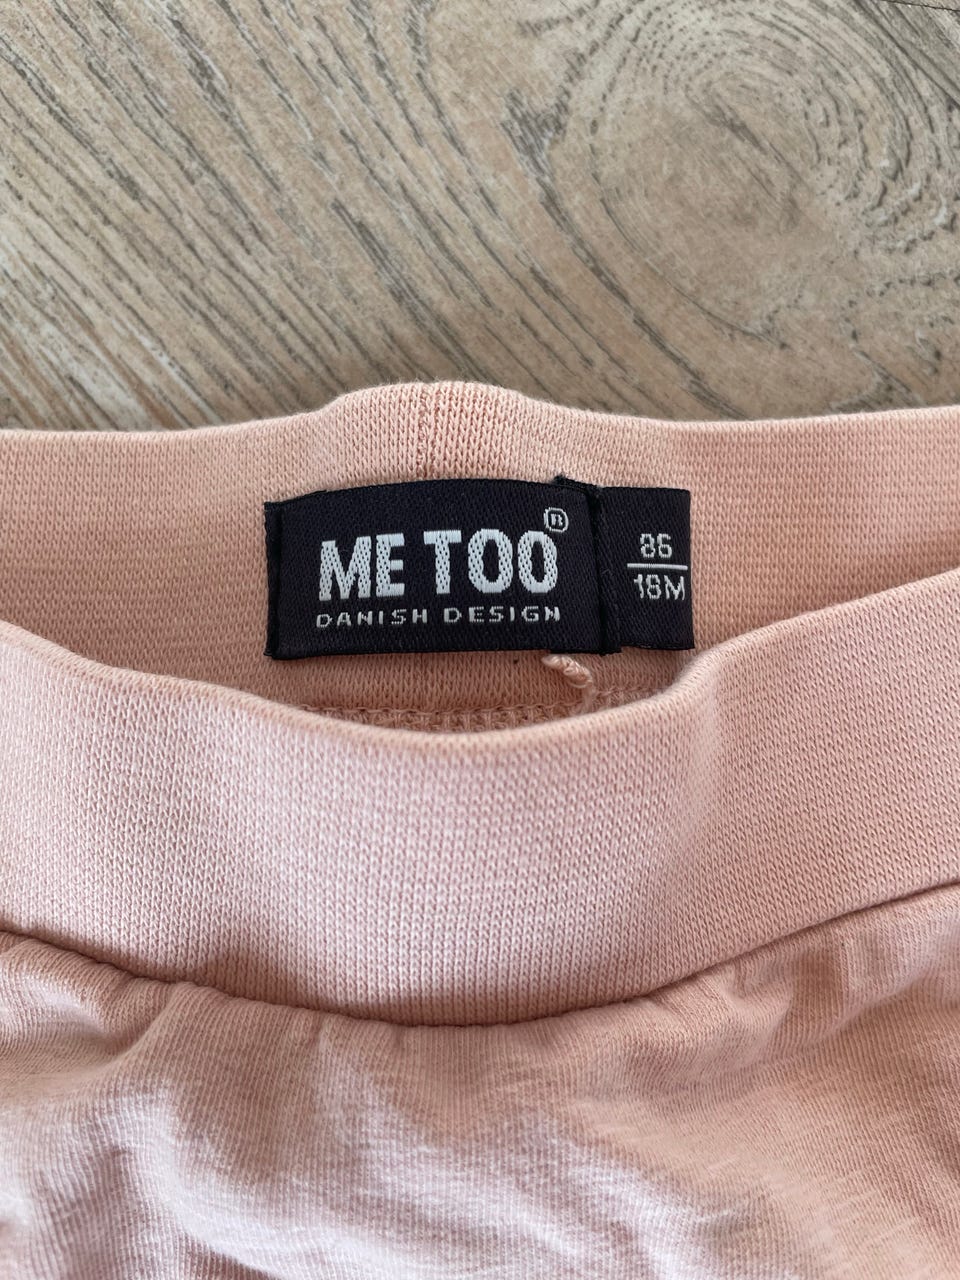 ME TOO®
DANISH DESIGN
86
18M